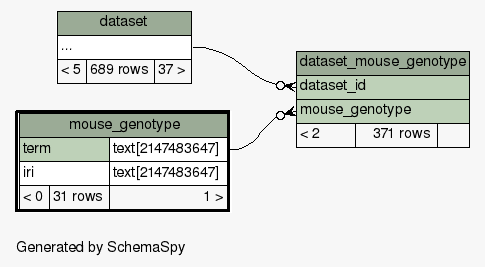 dataset
...
< 5 689 rows 37 >
dataset_mouse_genotype
dataset_id
mouse_genotype
< 2 371 rows
mouse_genotype
term text[2147483647]
iri text[2147483647]
< 0 31 rows 1 >
Generated by SchemaSpy